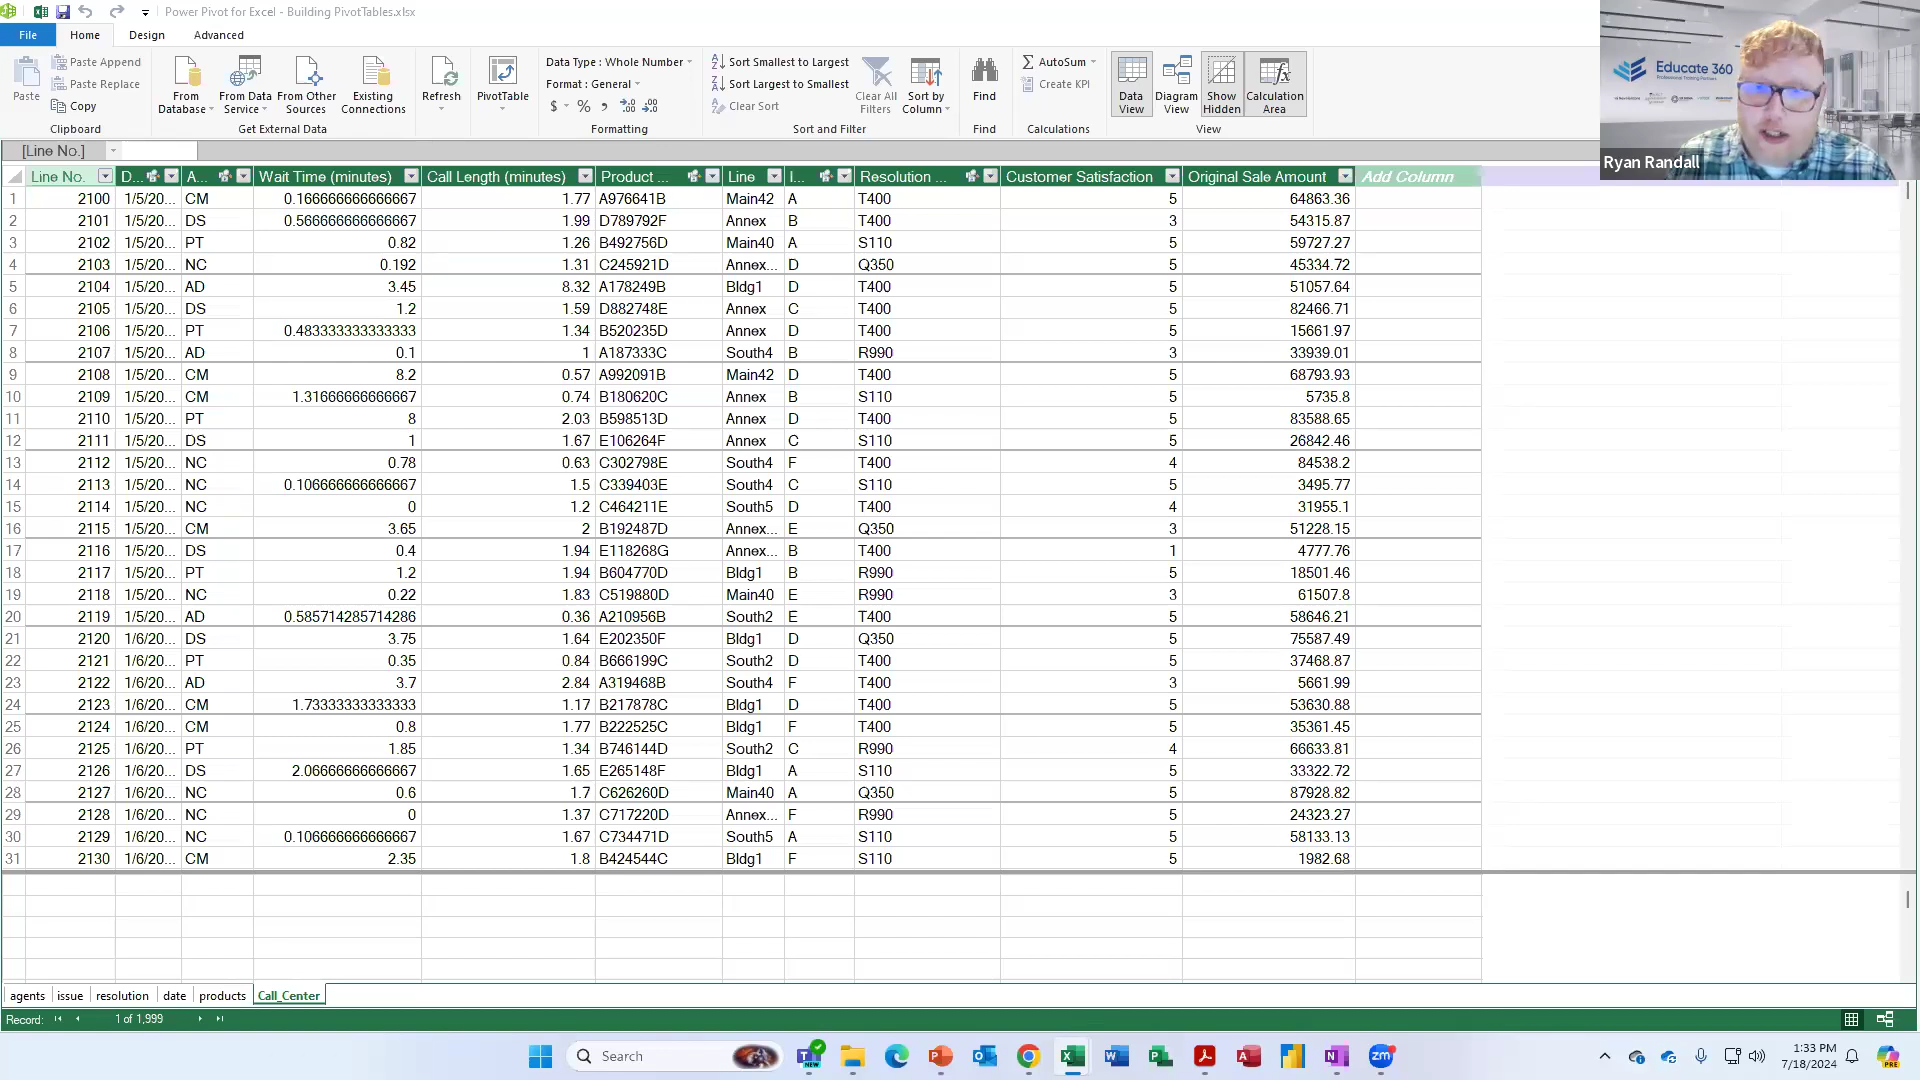 Power Pivot for Excel - Building PivotTables.xlsx
File Home Design Advanced
Paste
Paste Append
Paste Replace
Copy
Clipboard
From Database
From Data Service
From Other Sources
Existing Connections
Get External Data
Refresh
PivotTable
Data Type : Whole Number
Format : General
$ % ,
Formatting
Sort Smallest to Largest
Sort Largest to Smallest
Clear Sort
Clear All Filters
Sort by Column
Sort and Filter
Find
Find
AutoSum
Create KPI
Calculations
Data View
Diagram View
Show Hidden
Calculation Area
View
Educate 360
Ryan Randall
[Line No.]
Line No. D... A... Wait Time (minutes) Call Length (minutes) Product ... Line I... Resolution ... Customer Satisfaction Original Sale Amount Add Column
1 2100 1/5/20... CM 0.166666666666667 1.77 A976641B Main42 A T400 5 64863.36
2 2101 1/5/20... DS 0.566666666666667 1.99 D789792F Annex B T400 3 54315.87
3 2102 1/5/20... PT 0.82 1.26 B492756D Main40 A S110 5 59727.27
4 2103 1/5/20... NC 0.192 1.31 C245921D Annex... D Q350 5 45334.72
5 2104 1/5/20... AD 3.45 8.32 A178249B Bldg1 D T400 5 51057.64
6 2105 1/5/20... DS 1.2 1.59 D882748E Annex C T400 5 82466.71
7 2106 1/5/20... PT 0.483333333333333 1.34 B520235D Annex D T400 5 15661.97
8 2107 1/5/20... AD 0.1 1 A187333C South4 B R990 3 33939.01
9 2108 1/5/20... CM 8.2 0.57 A992091B Main42 D T400 5 68793.93
10 2109 1/5/20... CM 1.31666666666667 0.74 B180620C Annex B S110 5 5735.8
11 2110 1/5/20... PT 8 2.03 B598513D Annex D T400 5 83588.65
12 2111 1/5/20... DS 1 1.67 E106264F Annex C S110 5 26842.46
13 2112 1/5/20... NC 0.78 0.63 C302798E South4 F T400 4 84538.2
14 2113 1/5/20... NC 0.106666666666667 1.5 C339403E South4 C S110 5 3495.77
15 2114 1/5/20... NC 0 1.2 C464211E South5 D T400 4 31955.1
16 2115 1/5/20... CM 3.65 2 B192487D Annex... E Q350 3 51228.15
17 2116 1/5/20... DS 0.4 1.94 E118268G Annex... B T400 1 4777.76
18 2117 1/5/20... PT 1.2 1.94 B604770D Bldg1 B R990 5 18501.46
19 2118 1/5/20... NC 0.22 1.83 C519880D Main40 E R990 3 61507.8
20 2119 1/5/20... AD 0.585714285714286 0.36 A210956B South2 E T400 5 58646.21
21 2120 1/6/20... DS 3.75 1.64 E202350F Bldg1 D Q350 5 75587.49
22 2121 1/6/20... PT 0.35 0.84 B666199C South2 D T400 5 37468.87
23 2122 1/6/20... AD 3.7 2.84 A319468B South4 F T400 3 5661.99
24 2123 1/6/20... CM 1.73333333333333 1.17 B217878C Bldg1 D T400 5 53630.88
25 2124 1/6/20... CM 0.8 1.77 B222525C Bldg1 F T400 5 35361.45
26 2125 1/6/20... PT 1.85 1.34 B746144D South2 C R990 4 66633.81
27 2126 1/6/20... DS 2.06666666666667 1.65 E265148F Bldg1 A S110 5 33322.72
28 2127 1/6/20... NC 0.6 1.7 C626260D Main40 A Q350 5 87928.82
29 2128 1/6/20... NC 0 1.37 C717220D Annex... F R990 5 24323.27
30 2129 1/6/20... NC 0.106666666666667 1.67 C734471D South5 A S110 5 58133.13
31 2130 1/6/20... CM 2.35 1.8 B424544C Bldg1 F S110 5 1982.68
agents issue resolution date products Call_Center
Record: 1 of 1,999
Search
1:33 PM
7/18/2024